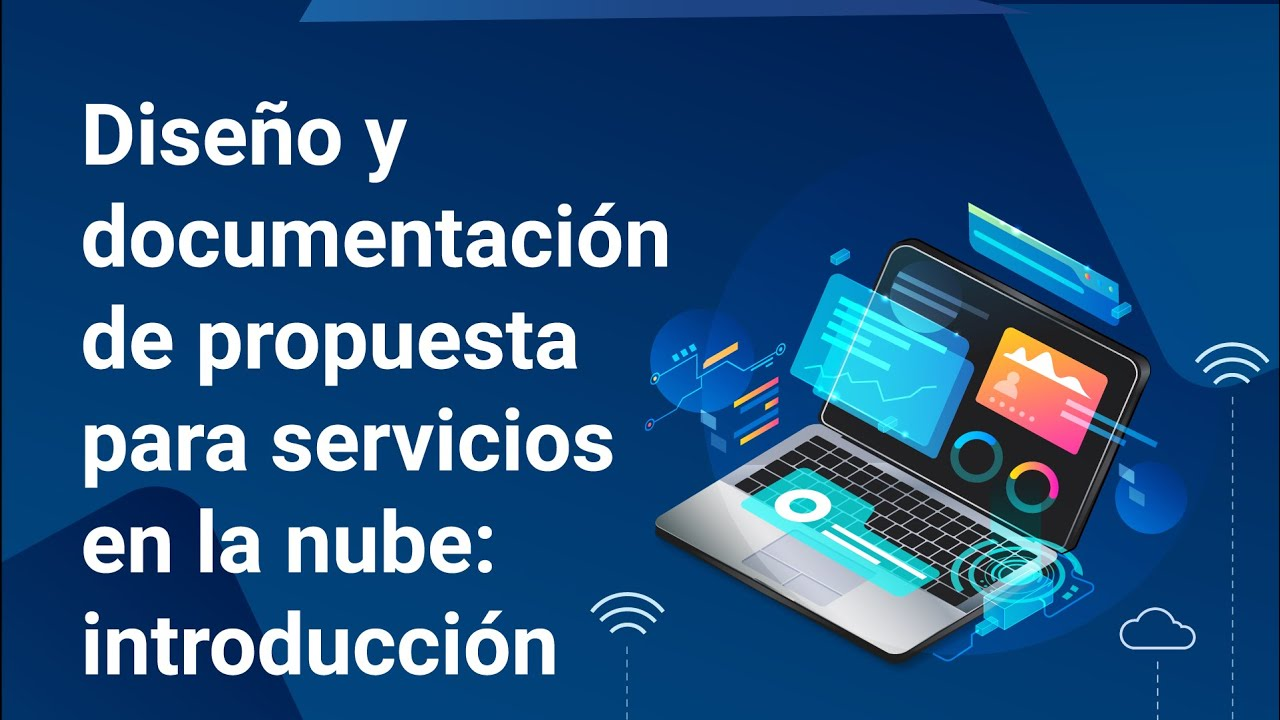 Diseño y
documentación
de propuesta
para servicios
en la nube:
introducción